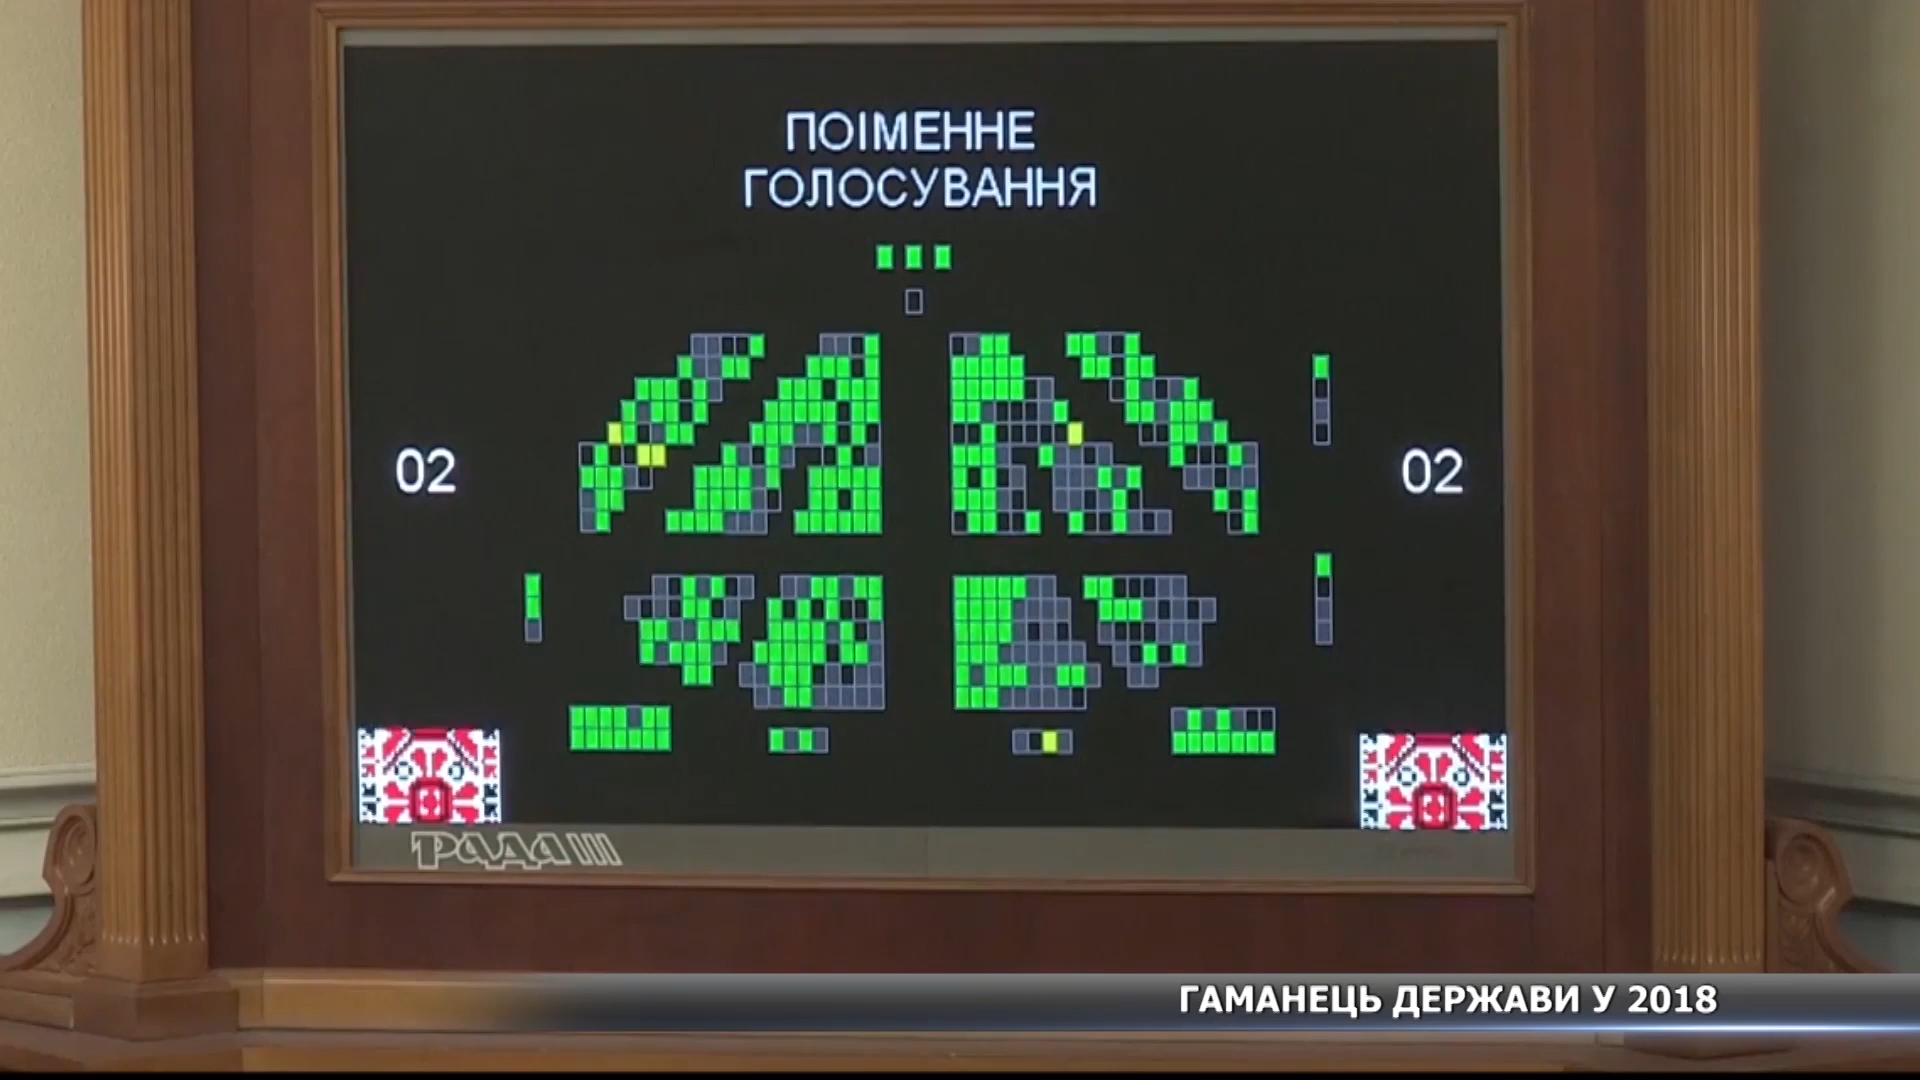 ПОІМЕННЕ
ГОЛОСУВАННЯ
02
02
РАДА
ГАМАНЕЦЬ ДЕРЖАВИ У 2018